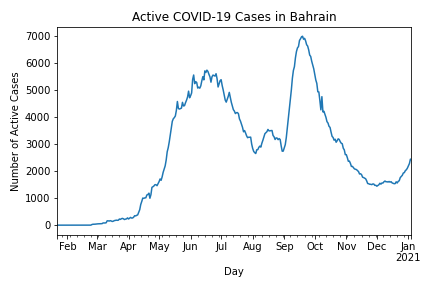 Active COVID-19 Cases in Bahrain
7000
6000
5000
4000
3000
2000
1000
0
Number of Active Cases
Feb Mar Apr May Jun Jul Aug Sep Oct Nov Dec Jan
2021
Day